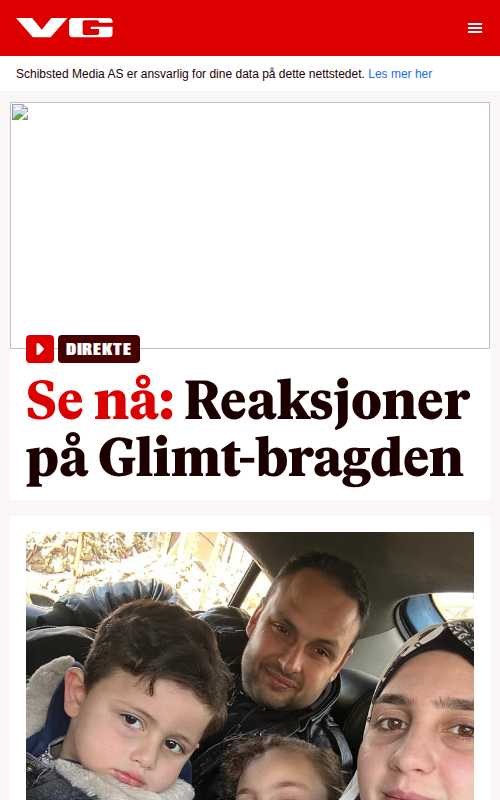 VG
Schibsted Media AS er ansvarlig for dine data på dette nettstedet. Les mer her
DIREKTE
Se nå: Reaksjoner
på Glimt-bragden